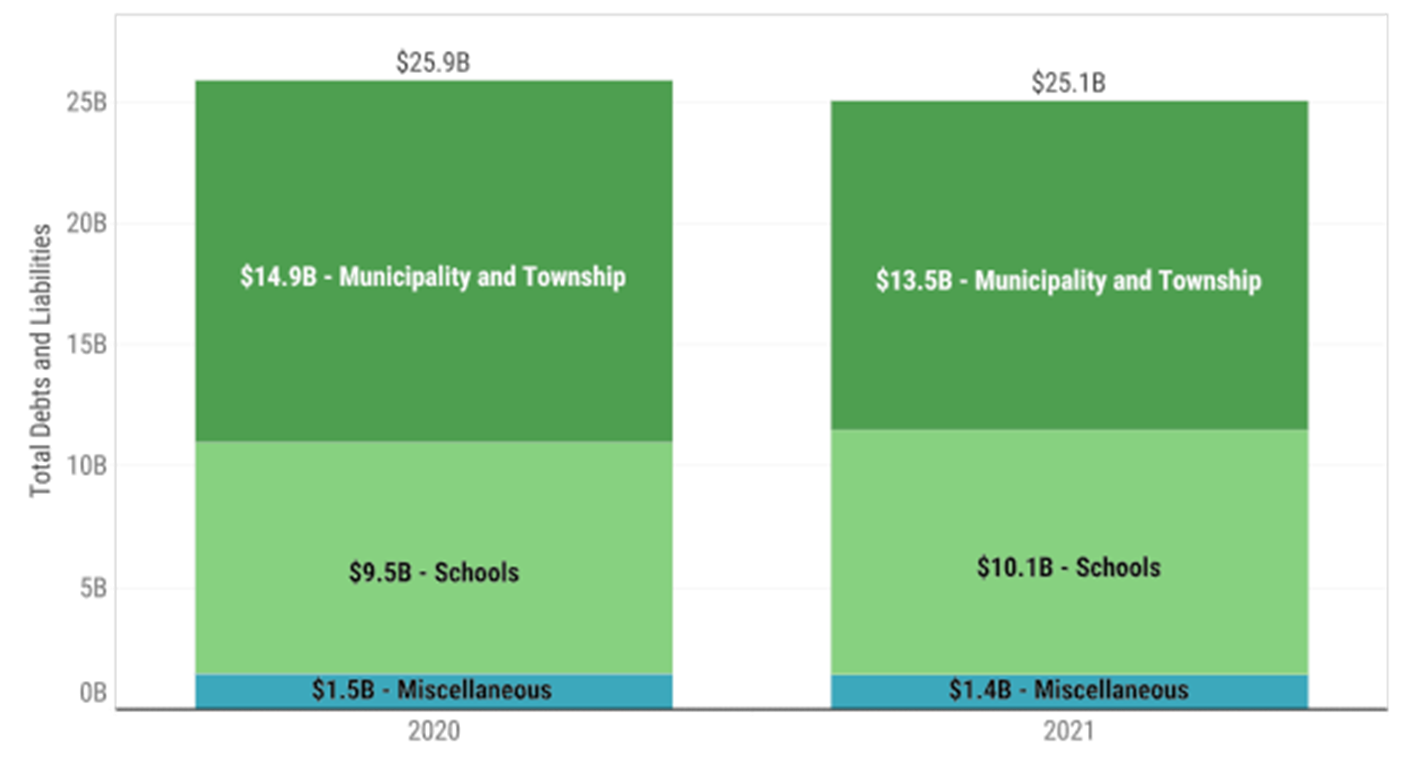 $25.9B
$25.1B
25B
20B
15B
10B
5B
0B
Total Debts and Liabilities
$14.9B - Municipality and Township
$13.5B - Municipality and Township
$9.5B - Schools
$10.1B - Schools
$1.5B - Miscellaneous
$1.4B - Miscellaneous
2020
2021